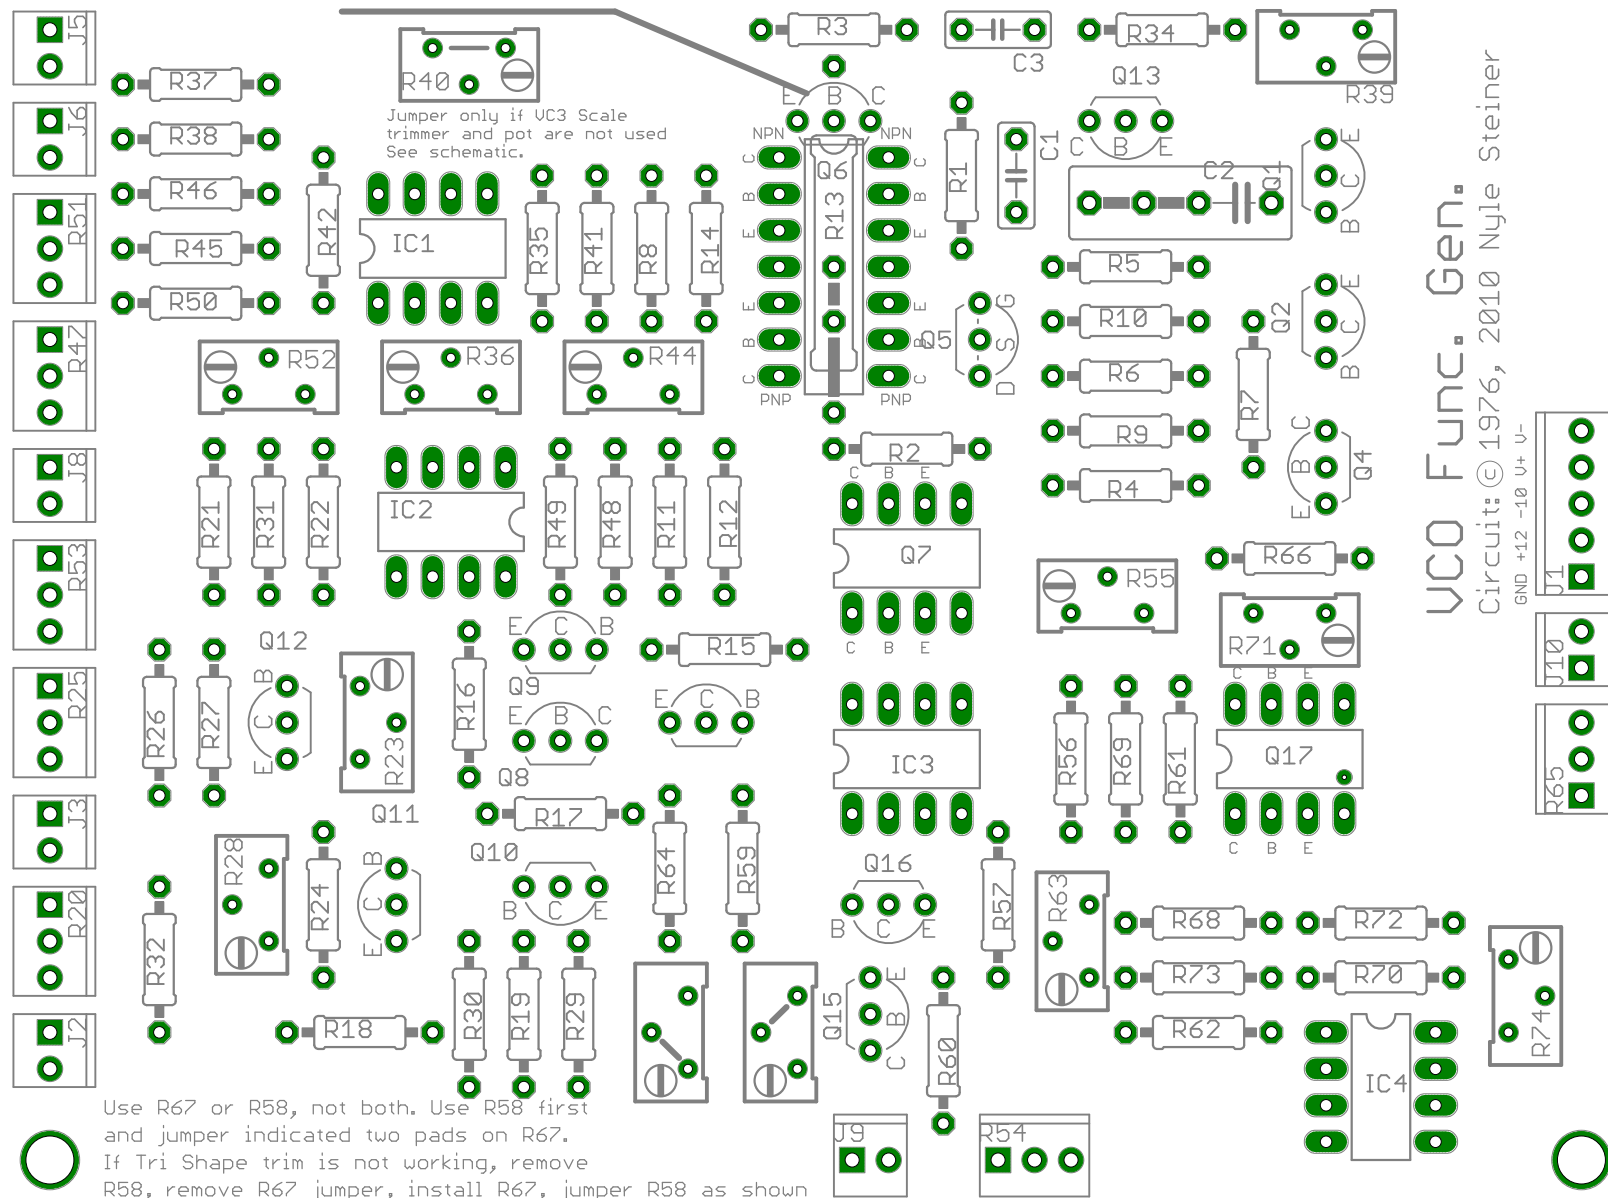 J5
R37
R40
R3
C3
R34
Q13
R39
J6
R38
Jumper only if VC3 Scale
trimmer and pot are not used
See schematic.
E B C
NPN NPN
C B E
C1
R1
C2
Q1
E
C
B
R46
R51
R45
R50
R42
IC1
R35
R41
R8
R14
Q6
R13
C C
B B
E E
E E
B B
C C
PNP PNP
R5
R10
R6
R9
R4
Q5
G
S
D
Q2
E
C
B
R7
C
B
E
Q4
R47
R52
R36
R44
R2
C B E
Q7
C B E
J8
R21
R31
R22
IC2
R49
R48
R11
R12
R66
R55
R71
C B E
VCO Func. Gen.
Circuit: © 1976, 2010 Nyle Steiner
GND +12 -10 V+ V-
J1
J10
R65
R53
Q12
B
C
E
R26
R27
R23
R16
E C B
Q9
E B C
Q8
R15
E C B
IC3
R56
R69
R61
Q17
C B E
R25
J3
Q11
R28
R24
B
C
E
R17
Q10
B C E
R64
R59
Q16
B C E
R57
R63
R68
R72
R73
R70
R62
R74
R20
R32
R18
R30
R19
R29
Q15
E
B
C
R60
IC4
J2
Use R67 or R58, not both. Use R58 first
and jumper indicated two pads on R67.
If Tri Shape trim is not working, remove
R58, remove R67 jumper, install R67, jumper R58 as shown
J9
R54